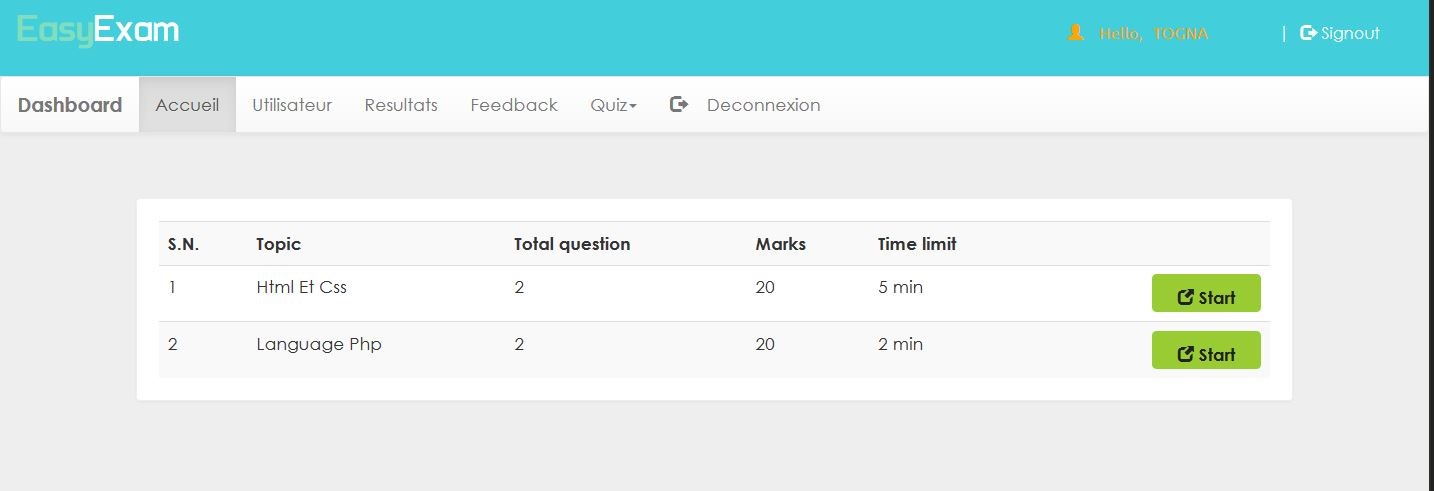 EasyExam Hello, TOGNA | Signout
Dashboard Accueil Utilisateur Resultats Feedback Quiz Deconnexion
S.N. Topic Total question Marks Time limit
1 Html Et Css 2 20 5 min Start
2 Language Php 2 20 2 min Start